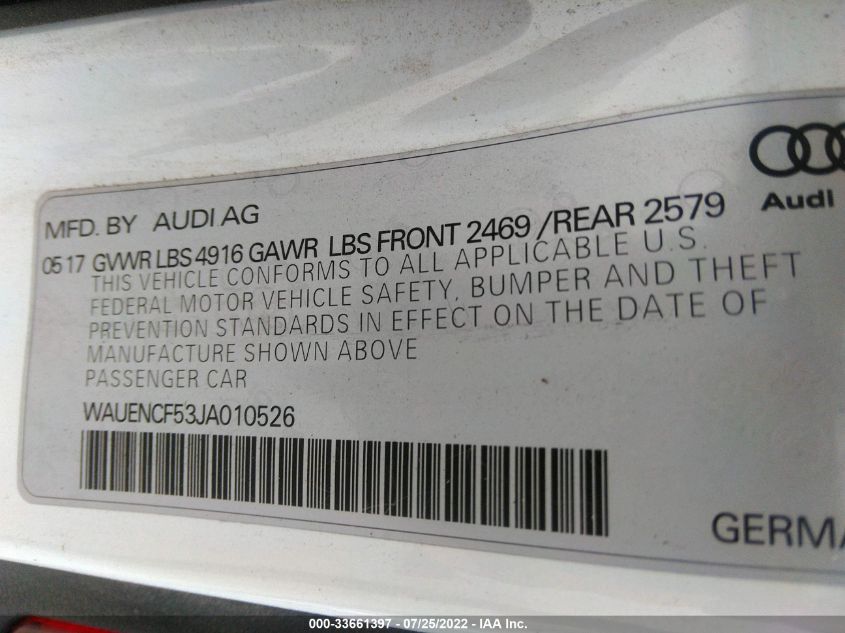 Audi
MFD. BY AUDI AG
05 17 GVWR LBS 4916 GAWR LBS FRONT 2469 /REAR 2579
THIS VEHICLE CONFORMS TO ALL APPLICABLE U.S.
FEDERAL MOTOR VEHICLE SAFETY, BUMPER AND THEFT
PREVENTION STANDARDS IN EFFECT ON THE DATE OF
MANUFACTURE SHOWN ABOVE
PASSENGER CAR
WAUENCF53JA010526
GERMA
000-33661397 - 07/25/2022 - IAA Inc.